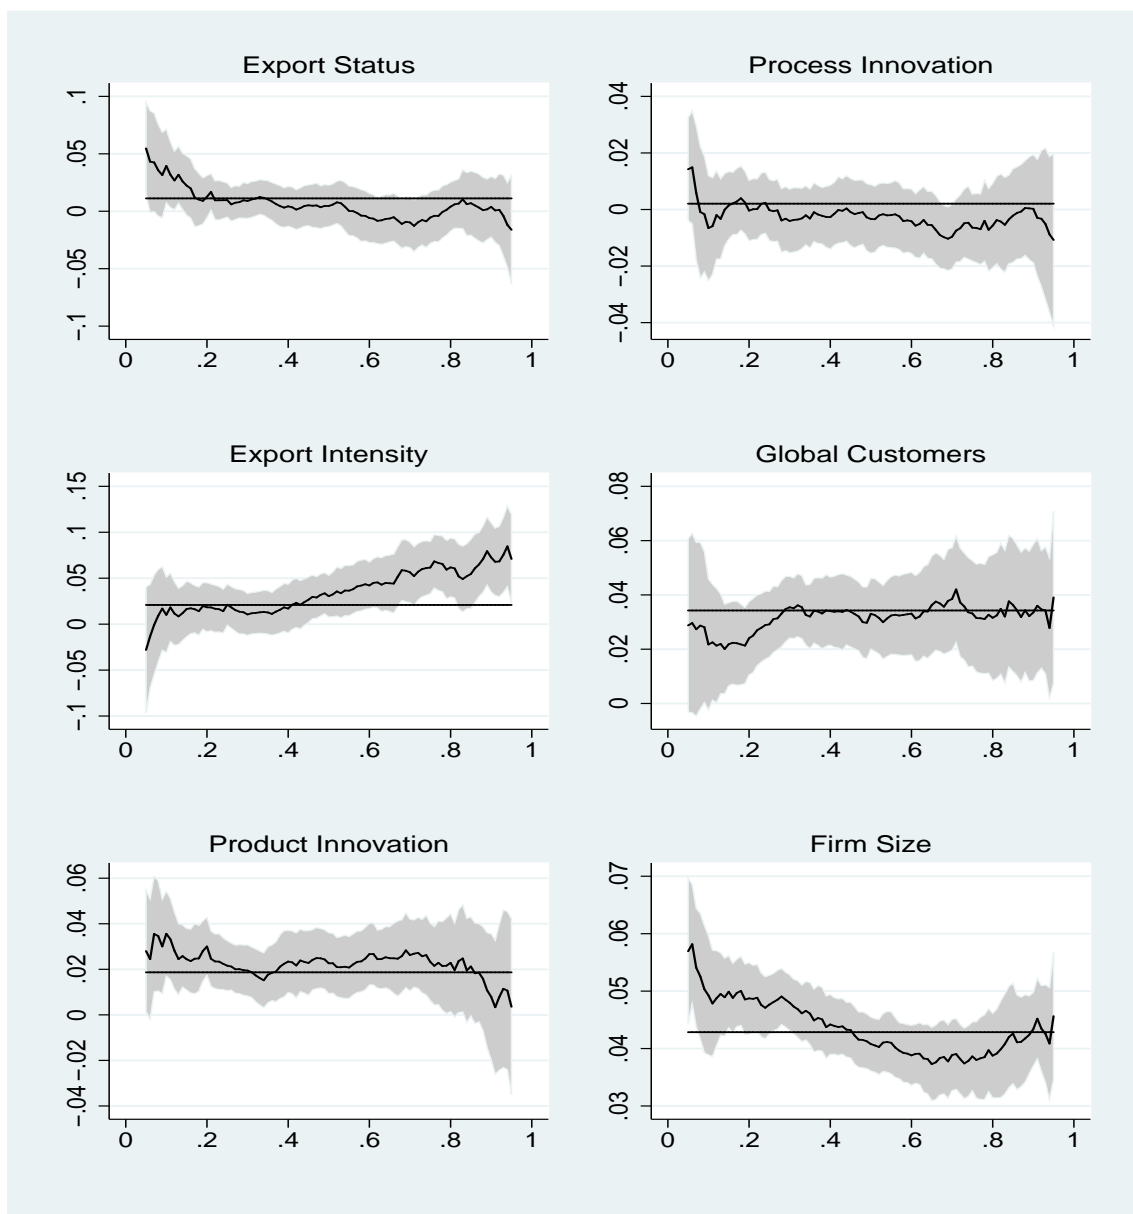 Export Status
.1
.05
0
−.05
−.1
0 .2 .4 .6 .8 1
Process Innovation
.04
.02
0
−.02
−.04
0 .2 .4 .6 .8 1
Export Intensity
.15
.1
.05
0
−.05
−.1
0 .2 .4 .6 .8 1
Global Customers
.08
.06
.04
.02
0
0 .2 .4 .6 .8 1
Product Innovation
.06
.04
.02
0
−.02
−.04
0 .2 .4 .6 .8 1
Firm Size
.07
.06
.05
.04
.03
0 .2 .4 .6 .8 1